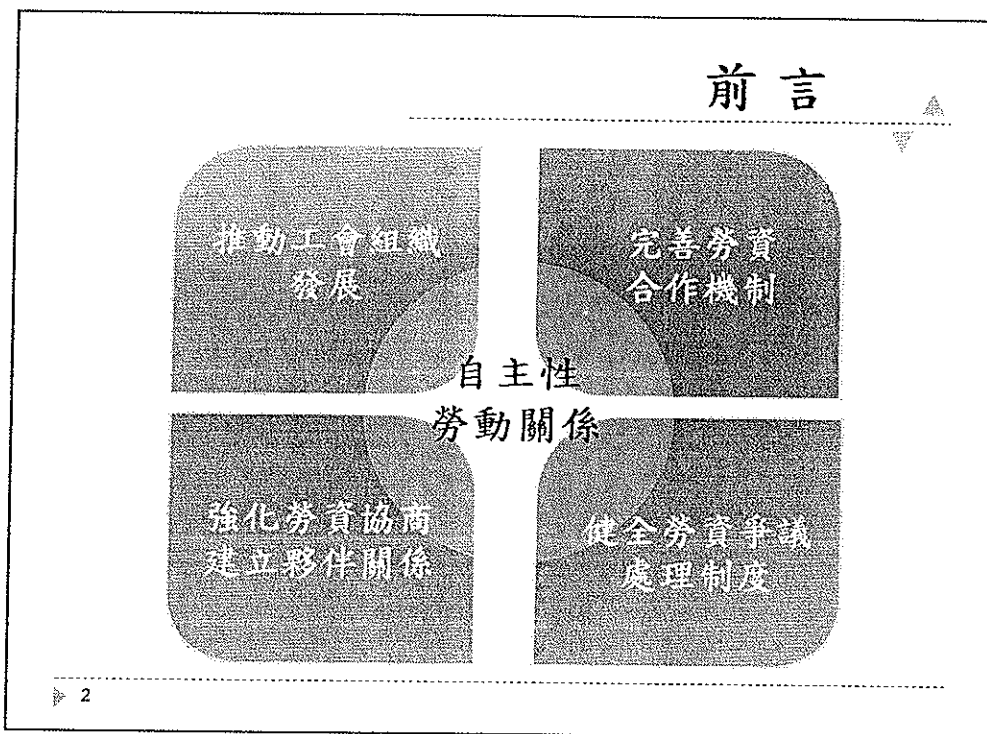 前言
推動工會組織
發展
完善勞資
合作機制
自主性
勞動關係
強化勞資協商
建立夥伴關係
健全勞資爭議
處理制度
2